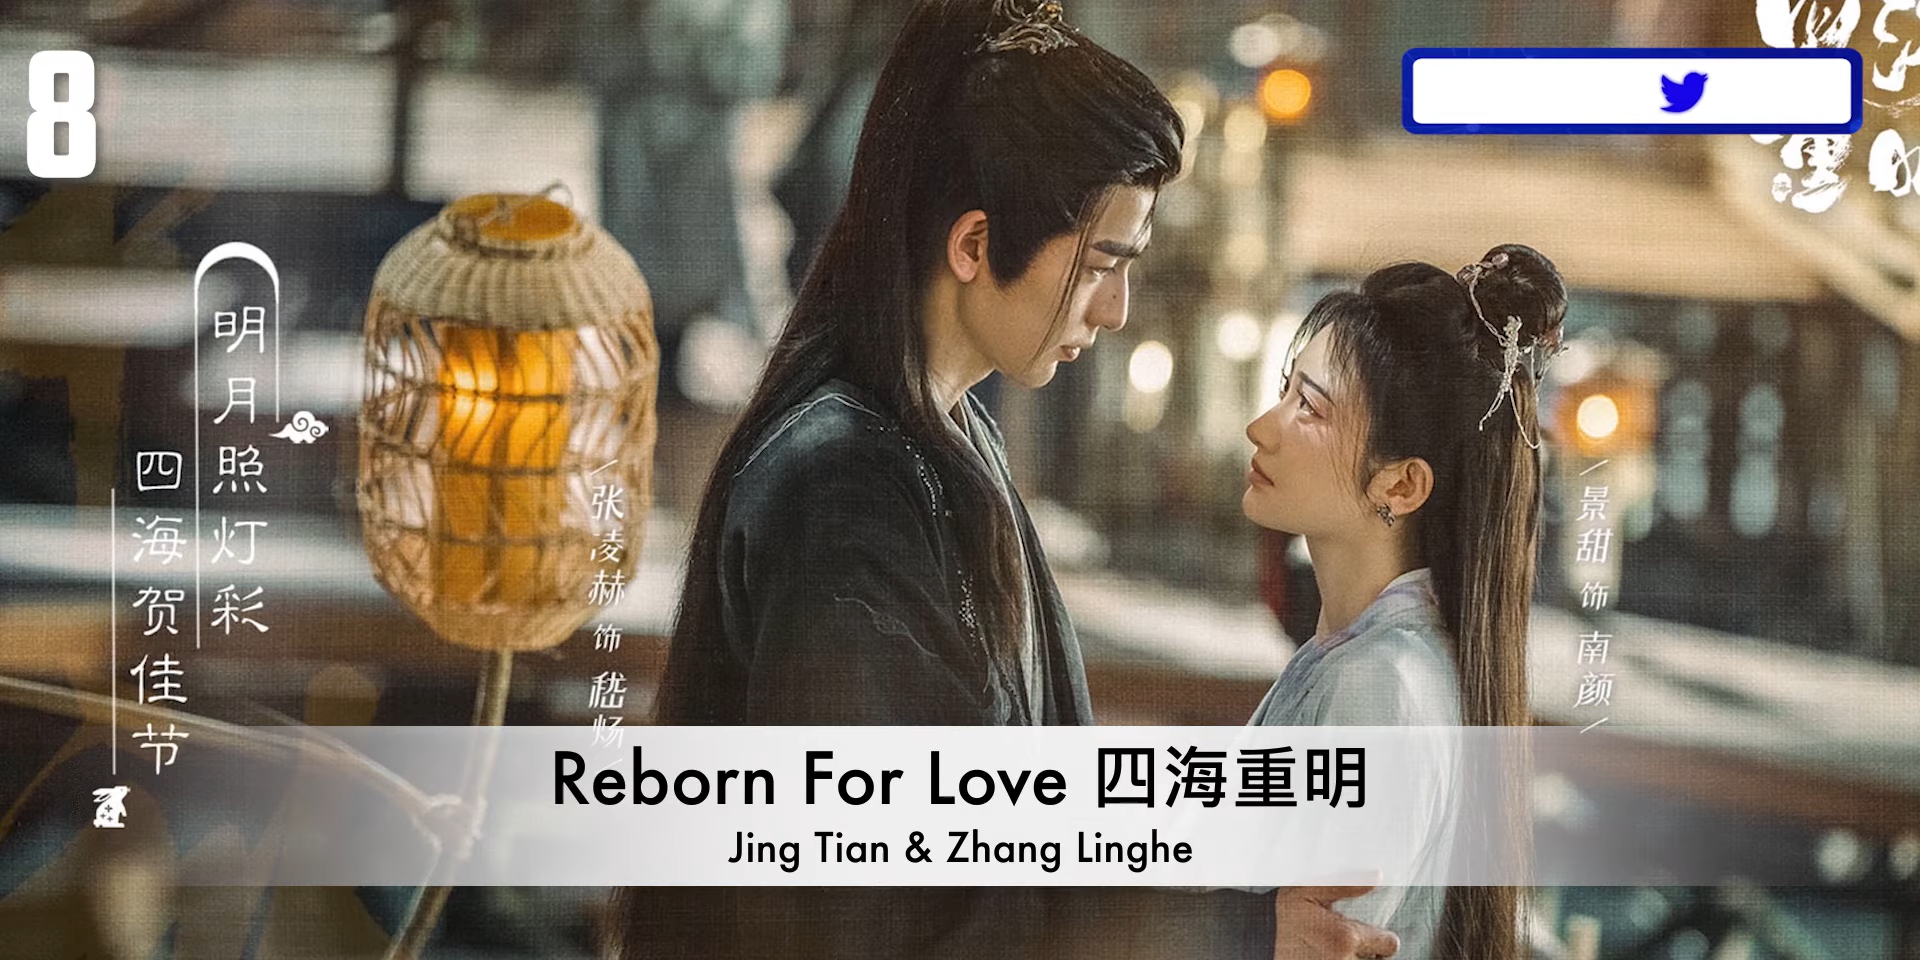 8
明月照灯彩
四海贺佳节
张凌赫 饰 嵇炀
景甜 饰 南颜
Reborn For Love 四海重明
Jing Tian & Zhang Linghe